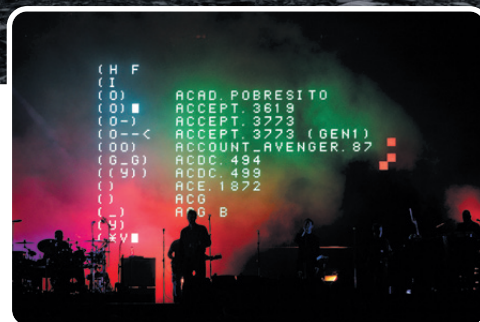 (H F
(I
(O) ACAD.POBRESITO
(O)■ ACCEPT.3619
(O-) ACCEPT.3773
(O--< ACCEPT.3773 (GEN1)
(OO) ACCOUNT_AVENGER.87
(G_G) ACDC.494
((Y)) ACDC.499
() ACE.1872
() ACG
(_) ACG.B
(Y)
(*V■